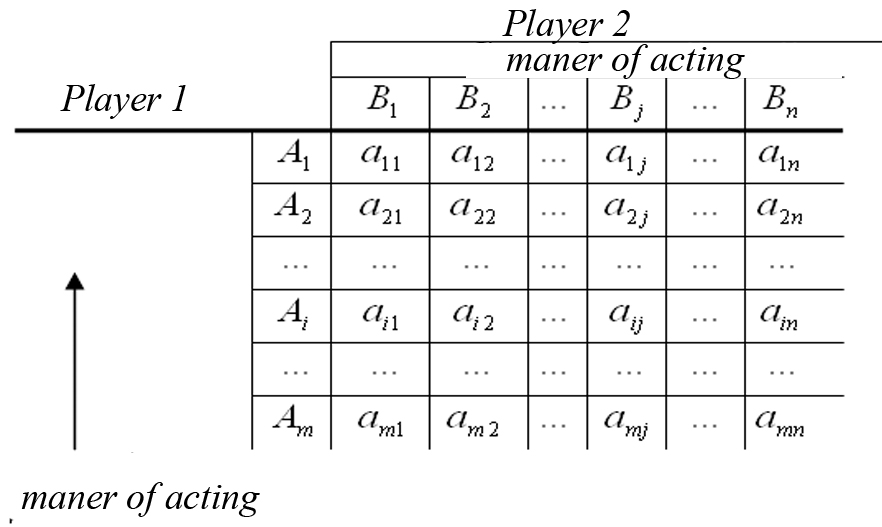 Player 2
maner of acting
Player 1 B₁ B₂ ... Bⱼ ... Bₙ
A₁ a₁₁ a₁₂ ... a₁ⱼ ... a₁ₙ
A₂ a₂₁ a₂₂ ... a₂ⱼ ... a₂ₙ
... ... ... ... ... ... ...
Aᵢ aᵢ₁ aᵢ₂ ... aᵢⱼ ... aᵢₙ
... ... ... ... ... ... ...
Aₘ aₘ₁ aₘ₂ ... aₘⱼ ... aₘₙ
maner of acting